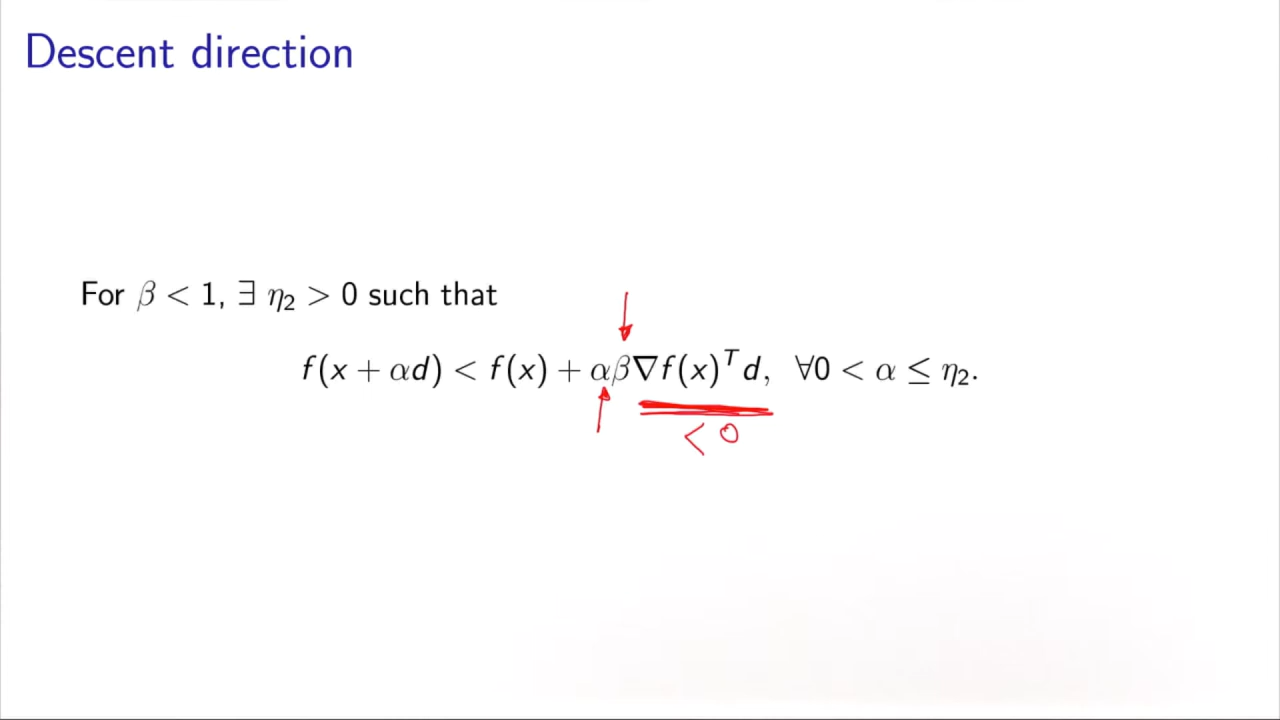 Descent direction
For β < 1, ∃ η₂ > 0 such that
f(x + αd) < f(x) + αβ∇f(x)ᵀd, ∀0 < α ≤ η₂.
< 0